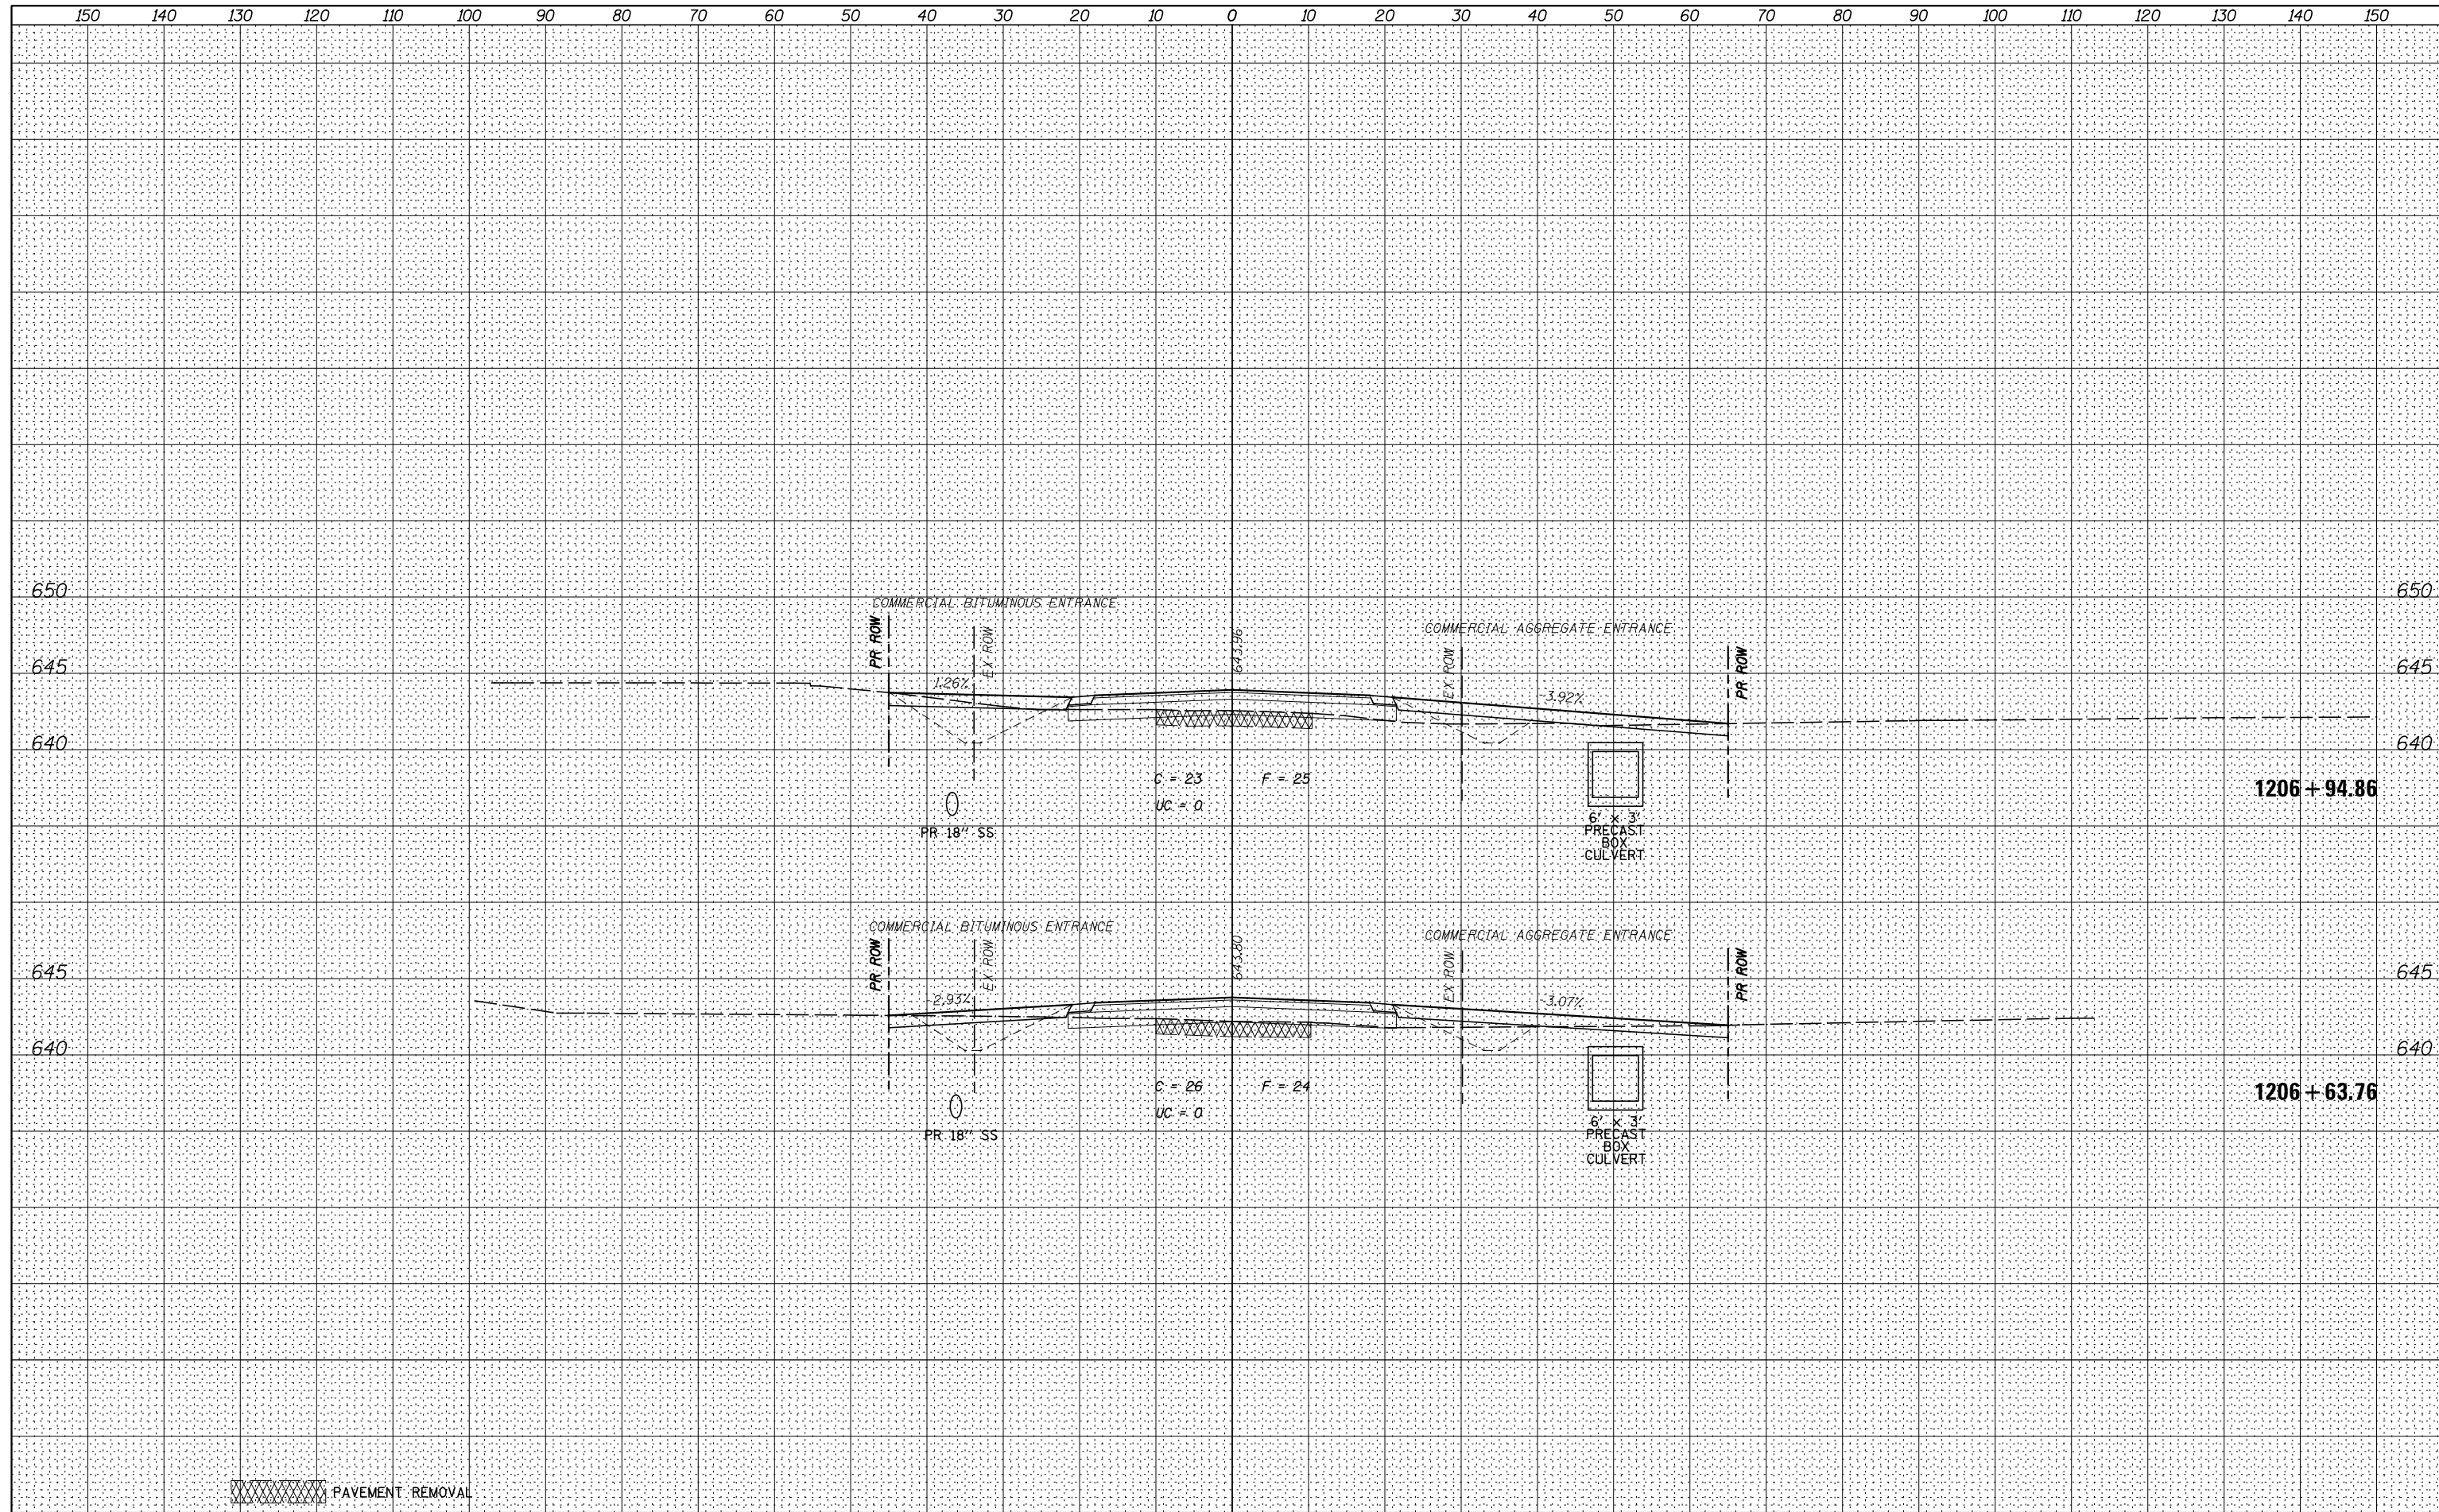 150 140 130 120 110 100 90 80 70 60 50 40 30 20 10 0 10 20 30 40 50 60 70 80 90 100 110 120 130 140 150
650 650
COMMERCIAL BITUMINOUS ENTRANCE
COMMERCIAL AGGREGATE ENTRANCE
PR ROW
EX ROW
643.96
EX ROW
PR ROW
645 645
1.26%
-3.92%
640 640
C = 23 F = 25
1206+94.86
UC = 0
PR 18" SS
6' x 3'
PRECAST
BOX
CULVERT
COMMERCIAL BITUMINOUS ENTRANCE
COMMERCIAL AGGREGATE ENTRANCE
PR ROW
EX ROW
643.80
EX ROW
PR ROW
645 645
-2.93%
-3.07%
640 640
C = 26 F = 24
1206+63.76
UC = 0
PR 18" SS
6' x 3'
PRECAST
BOX
CULVERT
PAVEMENT REMOVAL